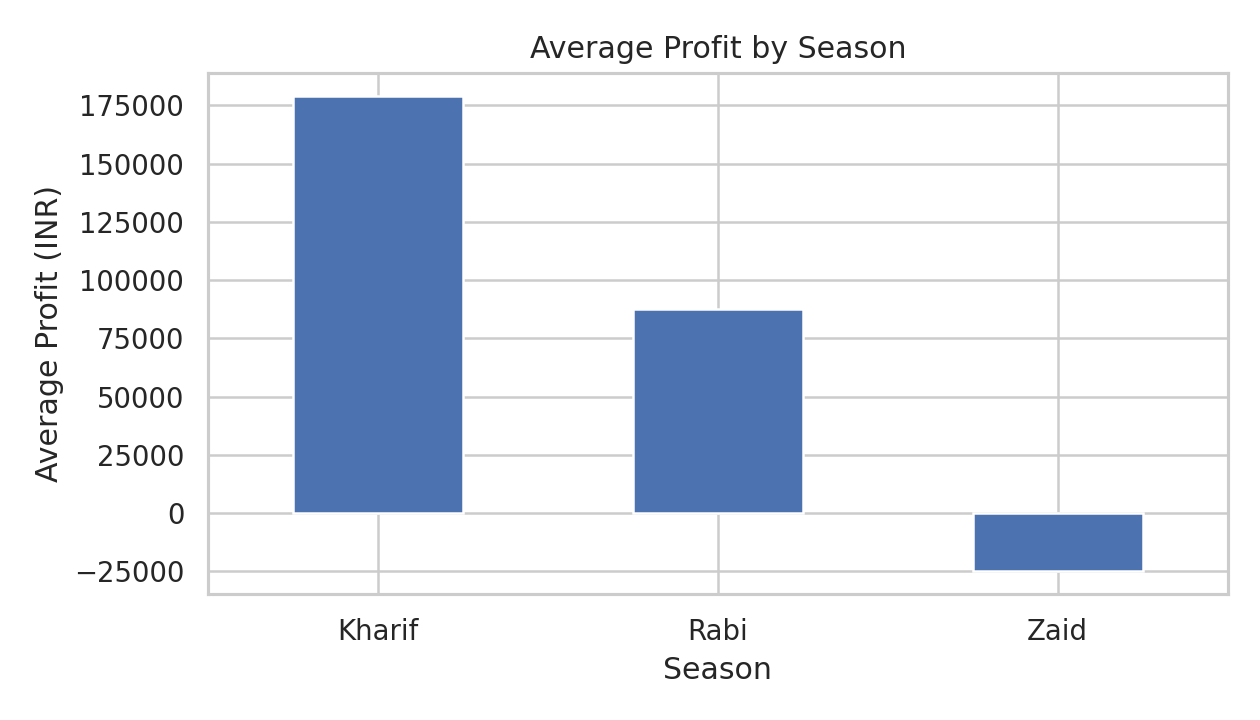 Average Profit by Season
Average Profit (INR)
175000
150000
125000
100000
75000
50000
25000
0
−25000
Kharif
Rabi
Zaid
Season